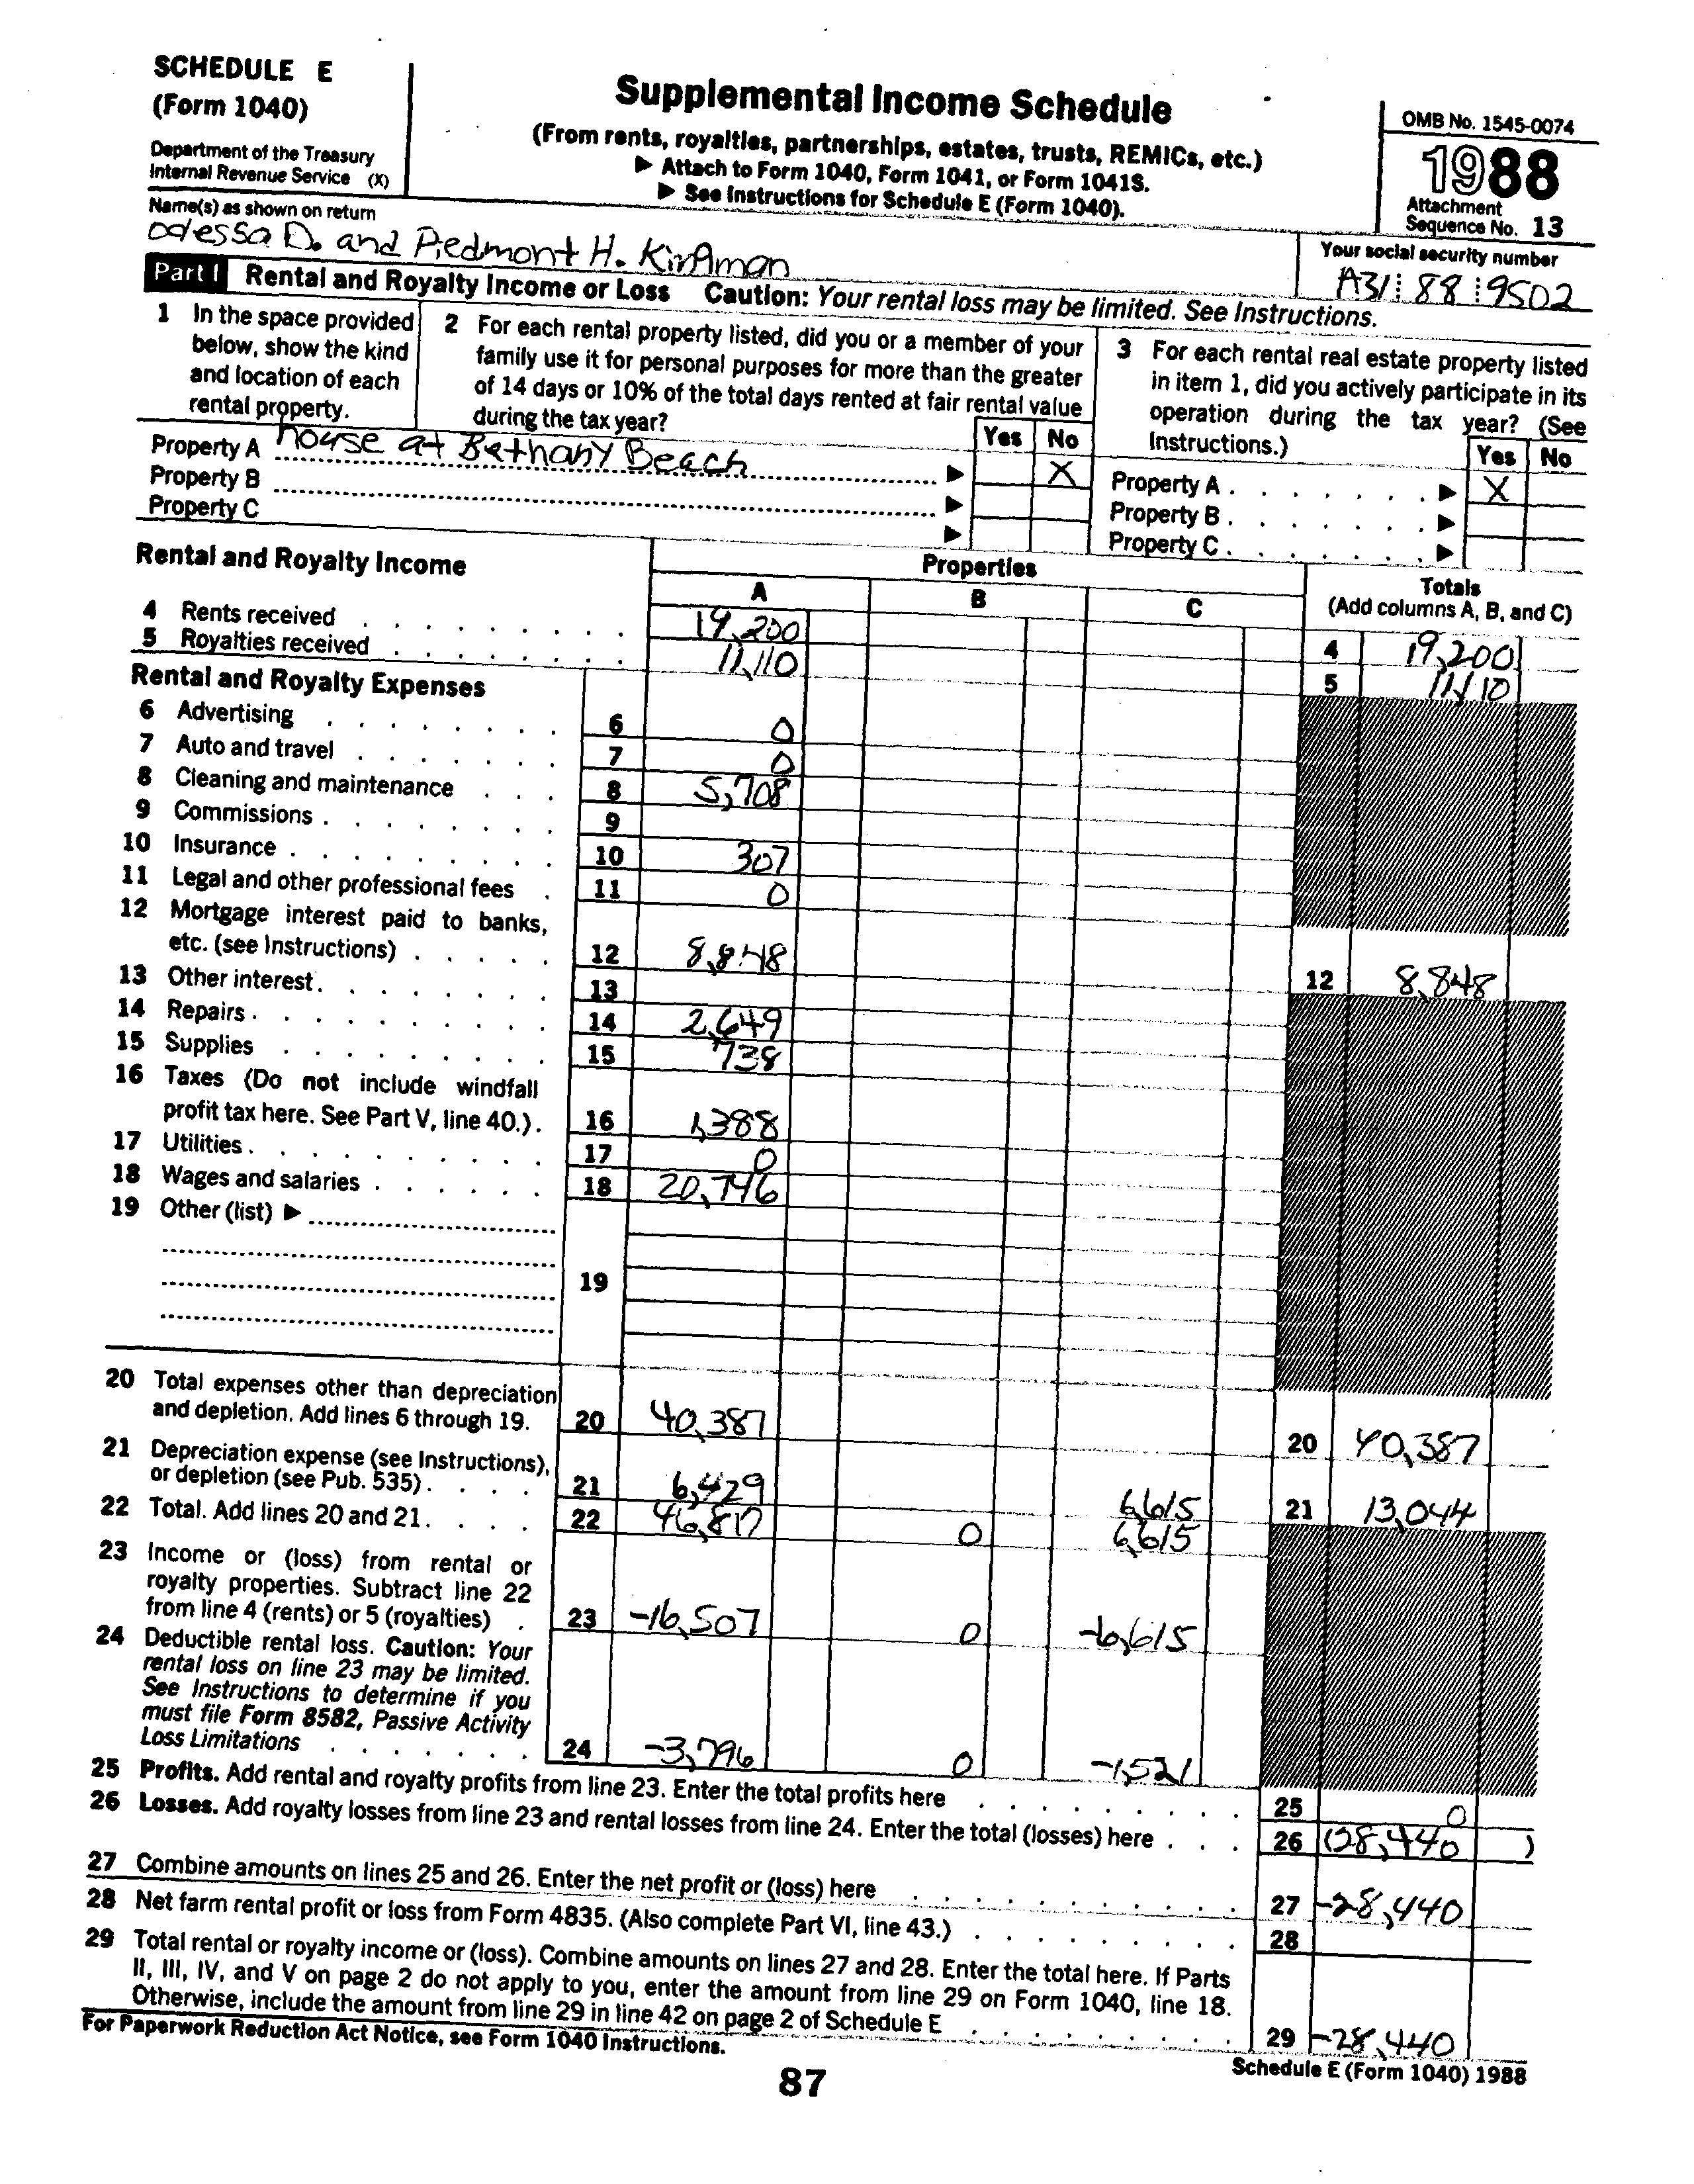 SCHEDULE E
(Form 1040)
Department of the Treasury
Internal Revenue Service (X)
Supplemental Income Schedule
(From rents, royalties, partnerships, estates, trusts, REMICs, etc.)
▶ Attach to Form 1040, Form 1041, or Form 1041S.
▶ See Instructions for Schedule E (Form 1040).
OMB No. 1545-0074
1988
Attachment
Sequence No. 13
Name(s) as shown on return
Odessa D. and Piedmont H.
Your social security number
A31 88 9502
Part I Rental and Royalty Income or Loss Caution: Your rental loss may be limited. See Instructions.
1 In the space provided below, show the kind and location of each rental property.
2 For each rental property listed, did you or a member of your family use it for personal purposes for more than the greater of 14 days or 10% of the total days rented at fair rental value during the tax year?
3 For each rental real estate property listed in item 1, did you actively participate in its operation during the tax year? (See Instructions.)
Yes No
Yes No
Property A house at Bethany Beach ▶ X
Property B ▶
Property C ▶
Property A ▶ X
Property B ▶
Property C ▶
Rental and Royalty Income
Properties
A B C
Totals
(Add columns A, B, and C)
4 Rents received 19,200 4 19,200
5 Royalties received 11,110 5 11,110
Rental and Royalty Expenses
6 Advertising 6 0
7 Auto and travel 7 0
8 Cleaning and maintenance 8 5,708
9 Commissions 9
10 Insurance 10 307
11 Legal and other professional fees 11 0
12 Mortgage interest paid to banks,
etc. (see Instructions) 12 8,848 12 8,848
13 Other interest 13
14 Repairs 14 2,649
15 Supplies 15 738
16 Taxes (Do not include windfall
profit tax here. See Part V, line 40.) 16 1,388
17 Utilities 17 0
18 Wages and salaries 18 20,746
19 Other (list) ▶
19
20 Total expenses other than depreciation
and depletion. Add lines 6 through 19. 20 40,387 20 40,387
21 Depreciation expense (see Instructions),
or depletion (see Pub. 535) 21 6,429 6,615 21 13,044
22 Total. Add lines 20 and 21 22 46,817 0 6,615
23 Income or (loss) from rental or
royalty properties. Subtract line 22
from line 4 (rents) or 5 (royalties) 23 -16,507 0 -6,615
24 Deductible rental loss. Caution: Your
rental loss on line 23 may be limited.
See Instructions to determine if you
must file Form 8582, Passive Activity
Loss Limitations 24 -3,796 0 -1,521
25 Profits. Add rental and royalty profits from line 23. Enter the total profits here 25 0
26 Losses. Add royalty losses from line 23 and rental losses from line 24. Enter the total (losses) here 26 (28,440 )
27 Combine amounts on lines 25 and 26. Enter the net profit or (loss) here 27 -28,440
28 Net farm rental profit or loss from Form 4835. (Also complete Part VI, line 43.) 28
29 Total rental or royalty income or (loss). Combine amounts on lines 27 and 28. Enter the total here. If Parts
II, III, IV, and V on page 2 do not apply to you, enter the amount from line 29 on Form 1040, line 18.
Otherwise, include the amount from line 29 in line 42 on page 2 of Schedule E 29 -28,440
For Paperwork Reduction Act Notice, see Form 1040 Instructions.
Schedule E (Form 1040) 1988
87